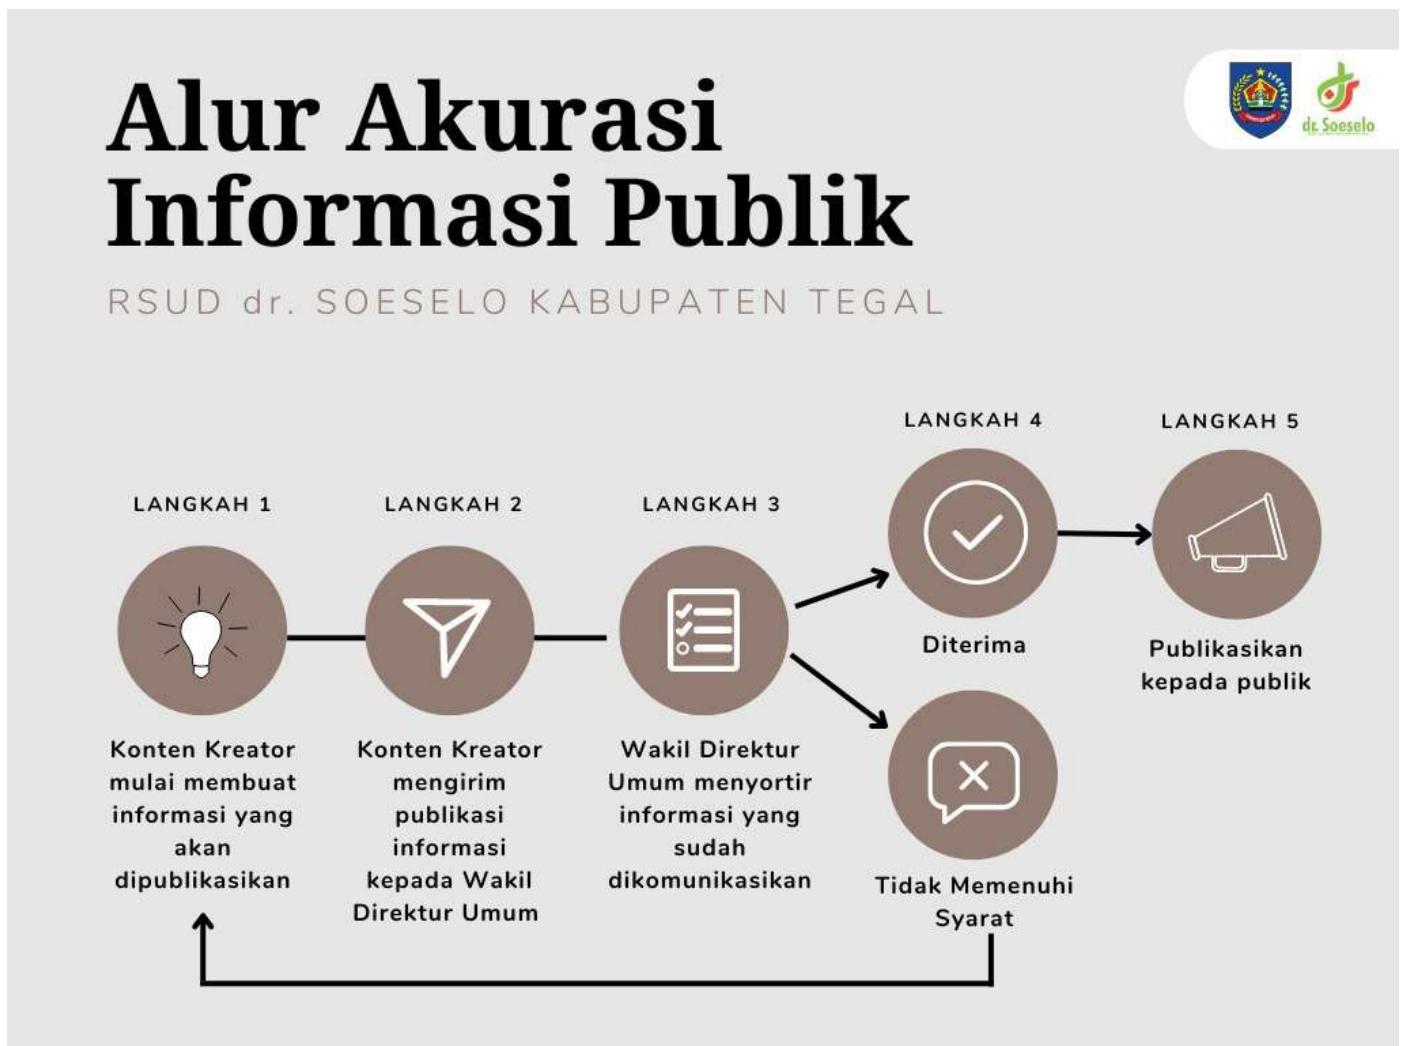 Alur Akurasi
Informasi Publik
RSUD dr. SOESELO KABUPATEN TEGAL
dr. Soeselo
LANGKAH 1
Konten Kreator
mulai membuat
informasi yang
akan
dipublikasikan
LANGKAH 2
Konten Kreator
mengirim
publikasi
informasi
kepada Wakil
Direktur Umum
LANGKAH 3
Wakil Direktur
Umum menyortir
informasi yang
sudah
dikomunikasikan
LANGKAH 4
Diterima
Tidak Memenuhi
Syarat
LANGKAH 5
Publikasikan
kepada publik